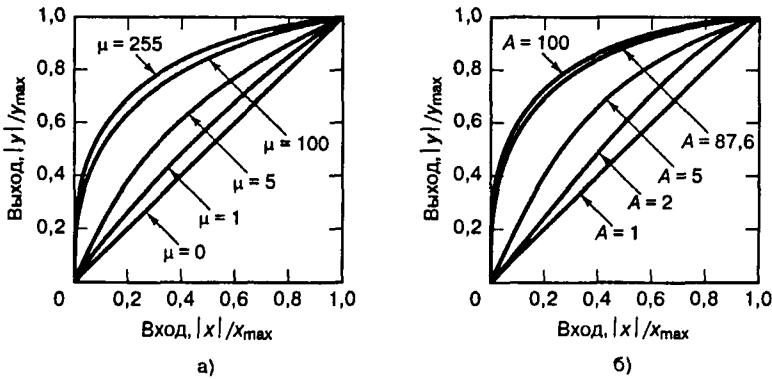 1,0
0,8
0,6
0,4
0,2
0
Выход, |y|/ymax
μ = 255
μ = 100
μ = 5
μ = 1
μ = 0
0,2 0,4 0,6 0,8 1,0
Вход, |x|/xmax
а)
1,0
0,8
0,6
0,4
0,2
0
Выход, |y|/ymax
A = 100
A = 87,6
A = 5
A = 2
A = 1
0,2 0,4 0,6 0,8 1,0
Вход, |x|/xmax
б)